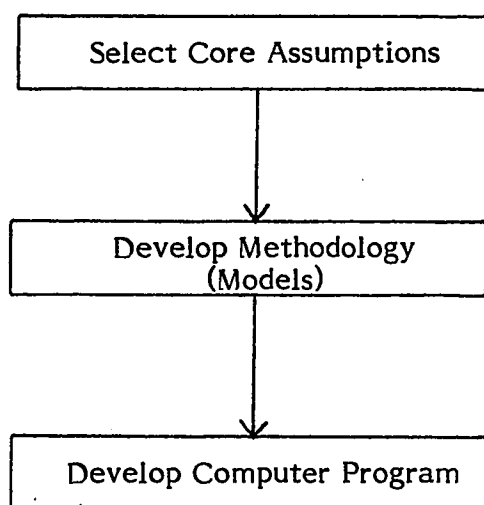 Select Core Assumptions
Develop Methodology
(Models)
Develop Computer Program